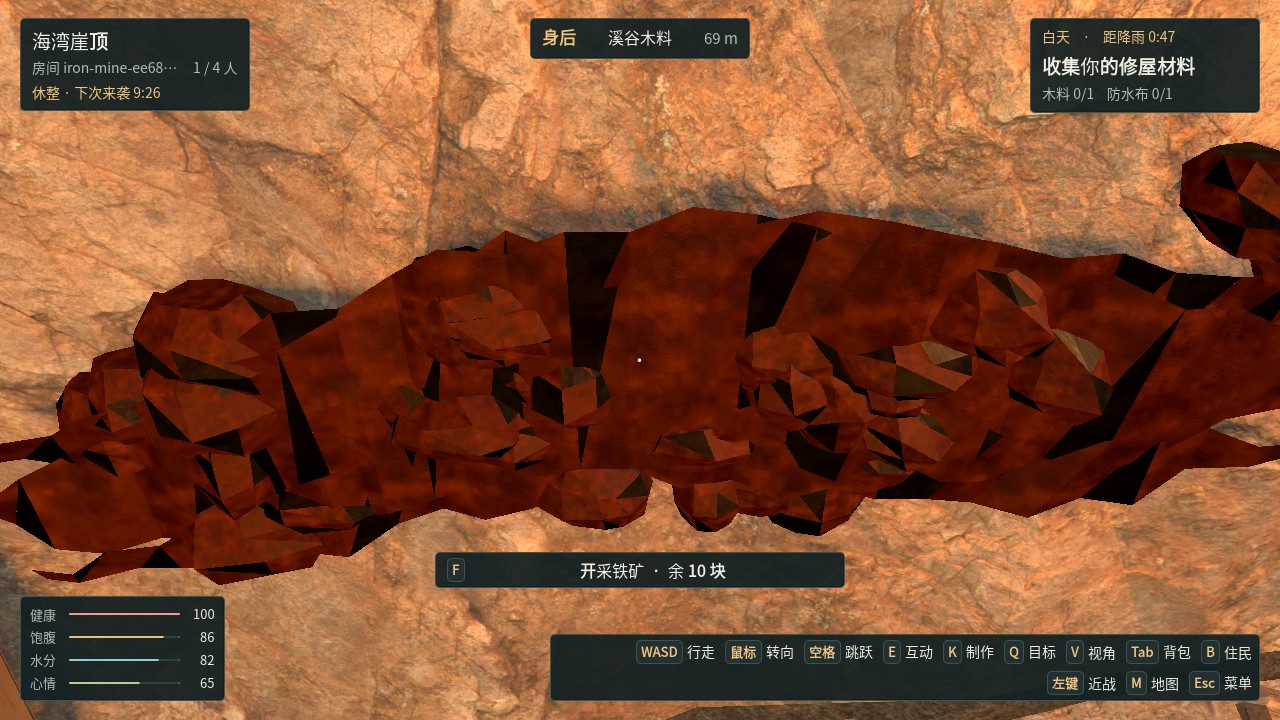 海湾崖顶
房间 iron-mine-ee68··· 1 / 4 人
休整 · 下次来袭 9:26
身后 溪谷木料 69 m
白天 · 距降雨 0:47
收集你的修屋材料
木料 0/1 防水布 0/1
F 开采铁矿 · 余 10 块
健康 100
饱腹 86
水分 82
心情 65
WASD 行走 鼠标 转向 空格 跳跃 E 互动 K 制作 Q 目标 V 视角 Tab 背包 B 住民
左键 近战 M 地图 Esc 菜单